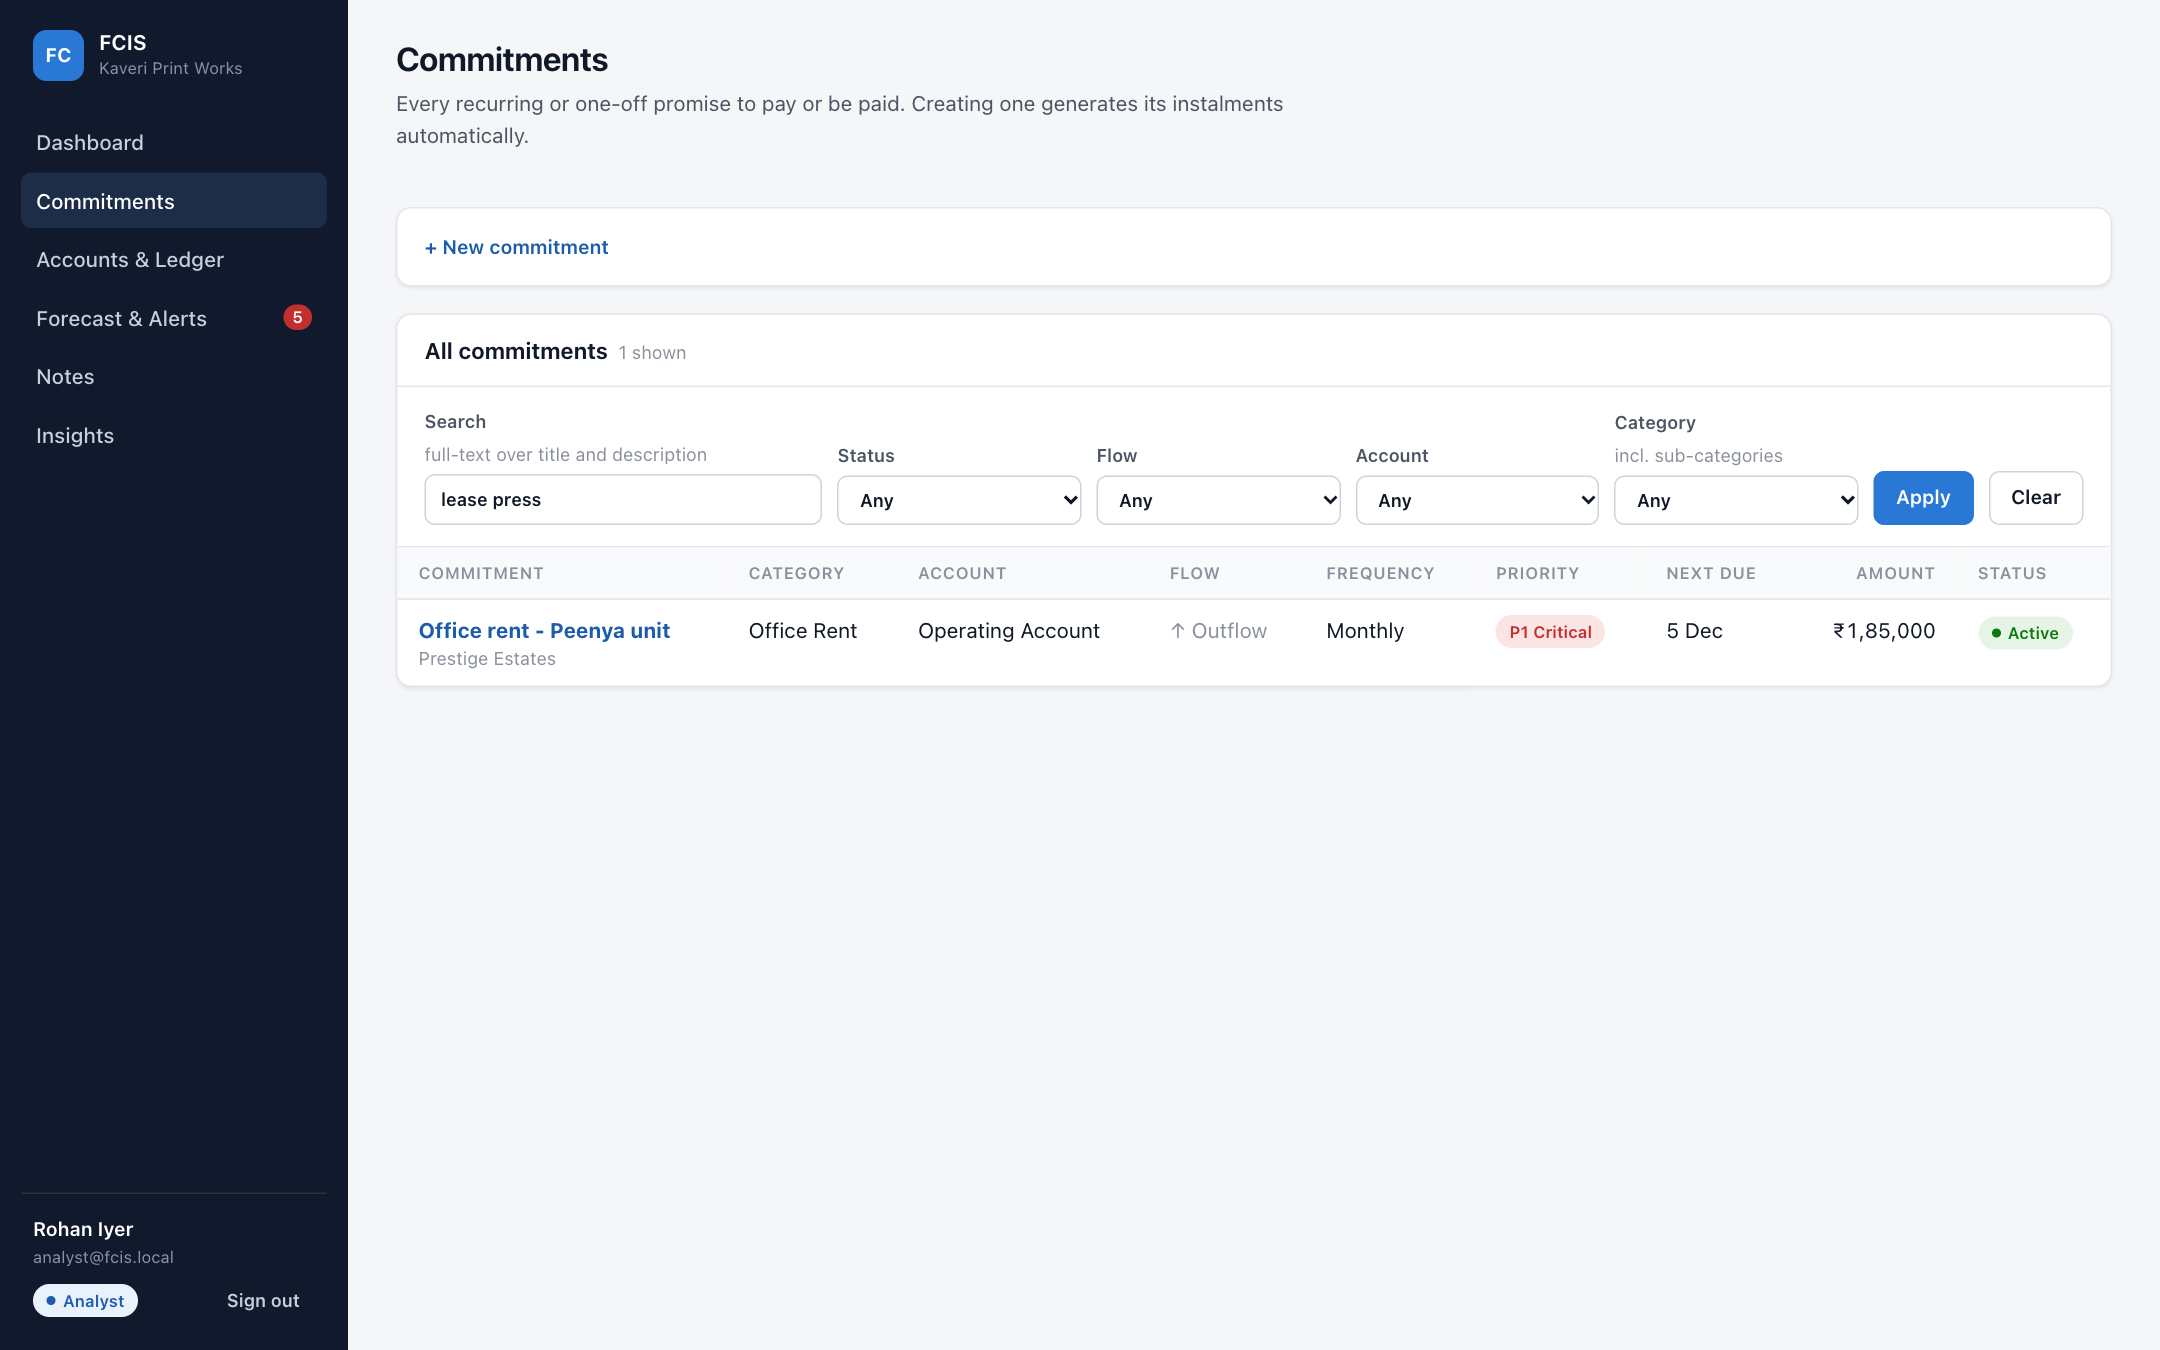 FC
FCIS
Kaveri Print Works
Dashboard
Commitments
Accounts & Ledger
Forecast & Alerts 5
Notes
Insights
Rohan Iyer
analyst@fcis.local
Analyst
Sign out
Commitments
Every recurring or one-off promise to pay or be paid. Creating one generates its instalments
automatically.
+ New commitment
All commitments 1 shown
Search
full-text over title and description
lease press
Status
Any
Flow
Any
Account
Any
Category
incl. sub-categories
Any
Apply
Clear
COMMITMENT CATEGORY ACCOUNT FLOW FREQUENCY PRIORITY NEXT DUE AMOUNT STATUS
Office rent - Peenya unit Office Rent Operating Account ↑ Outflow Monthly P1 Critical 5 Dec ₹1,85,000 Active
Prestige Estates